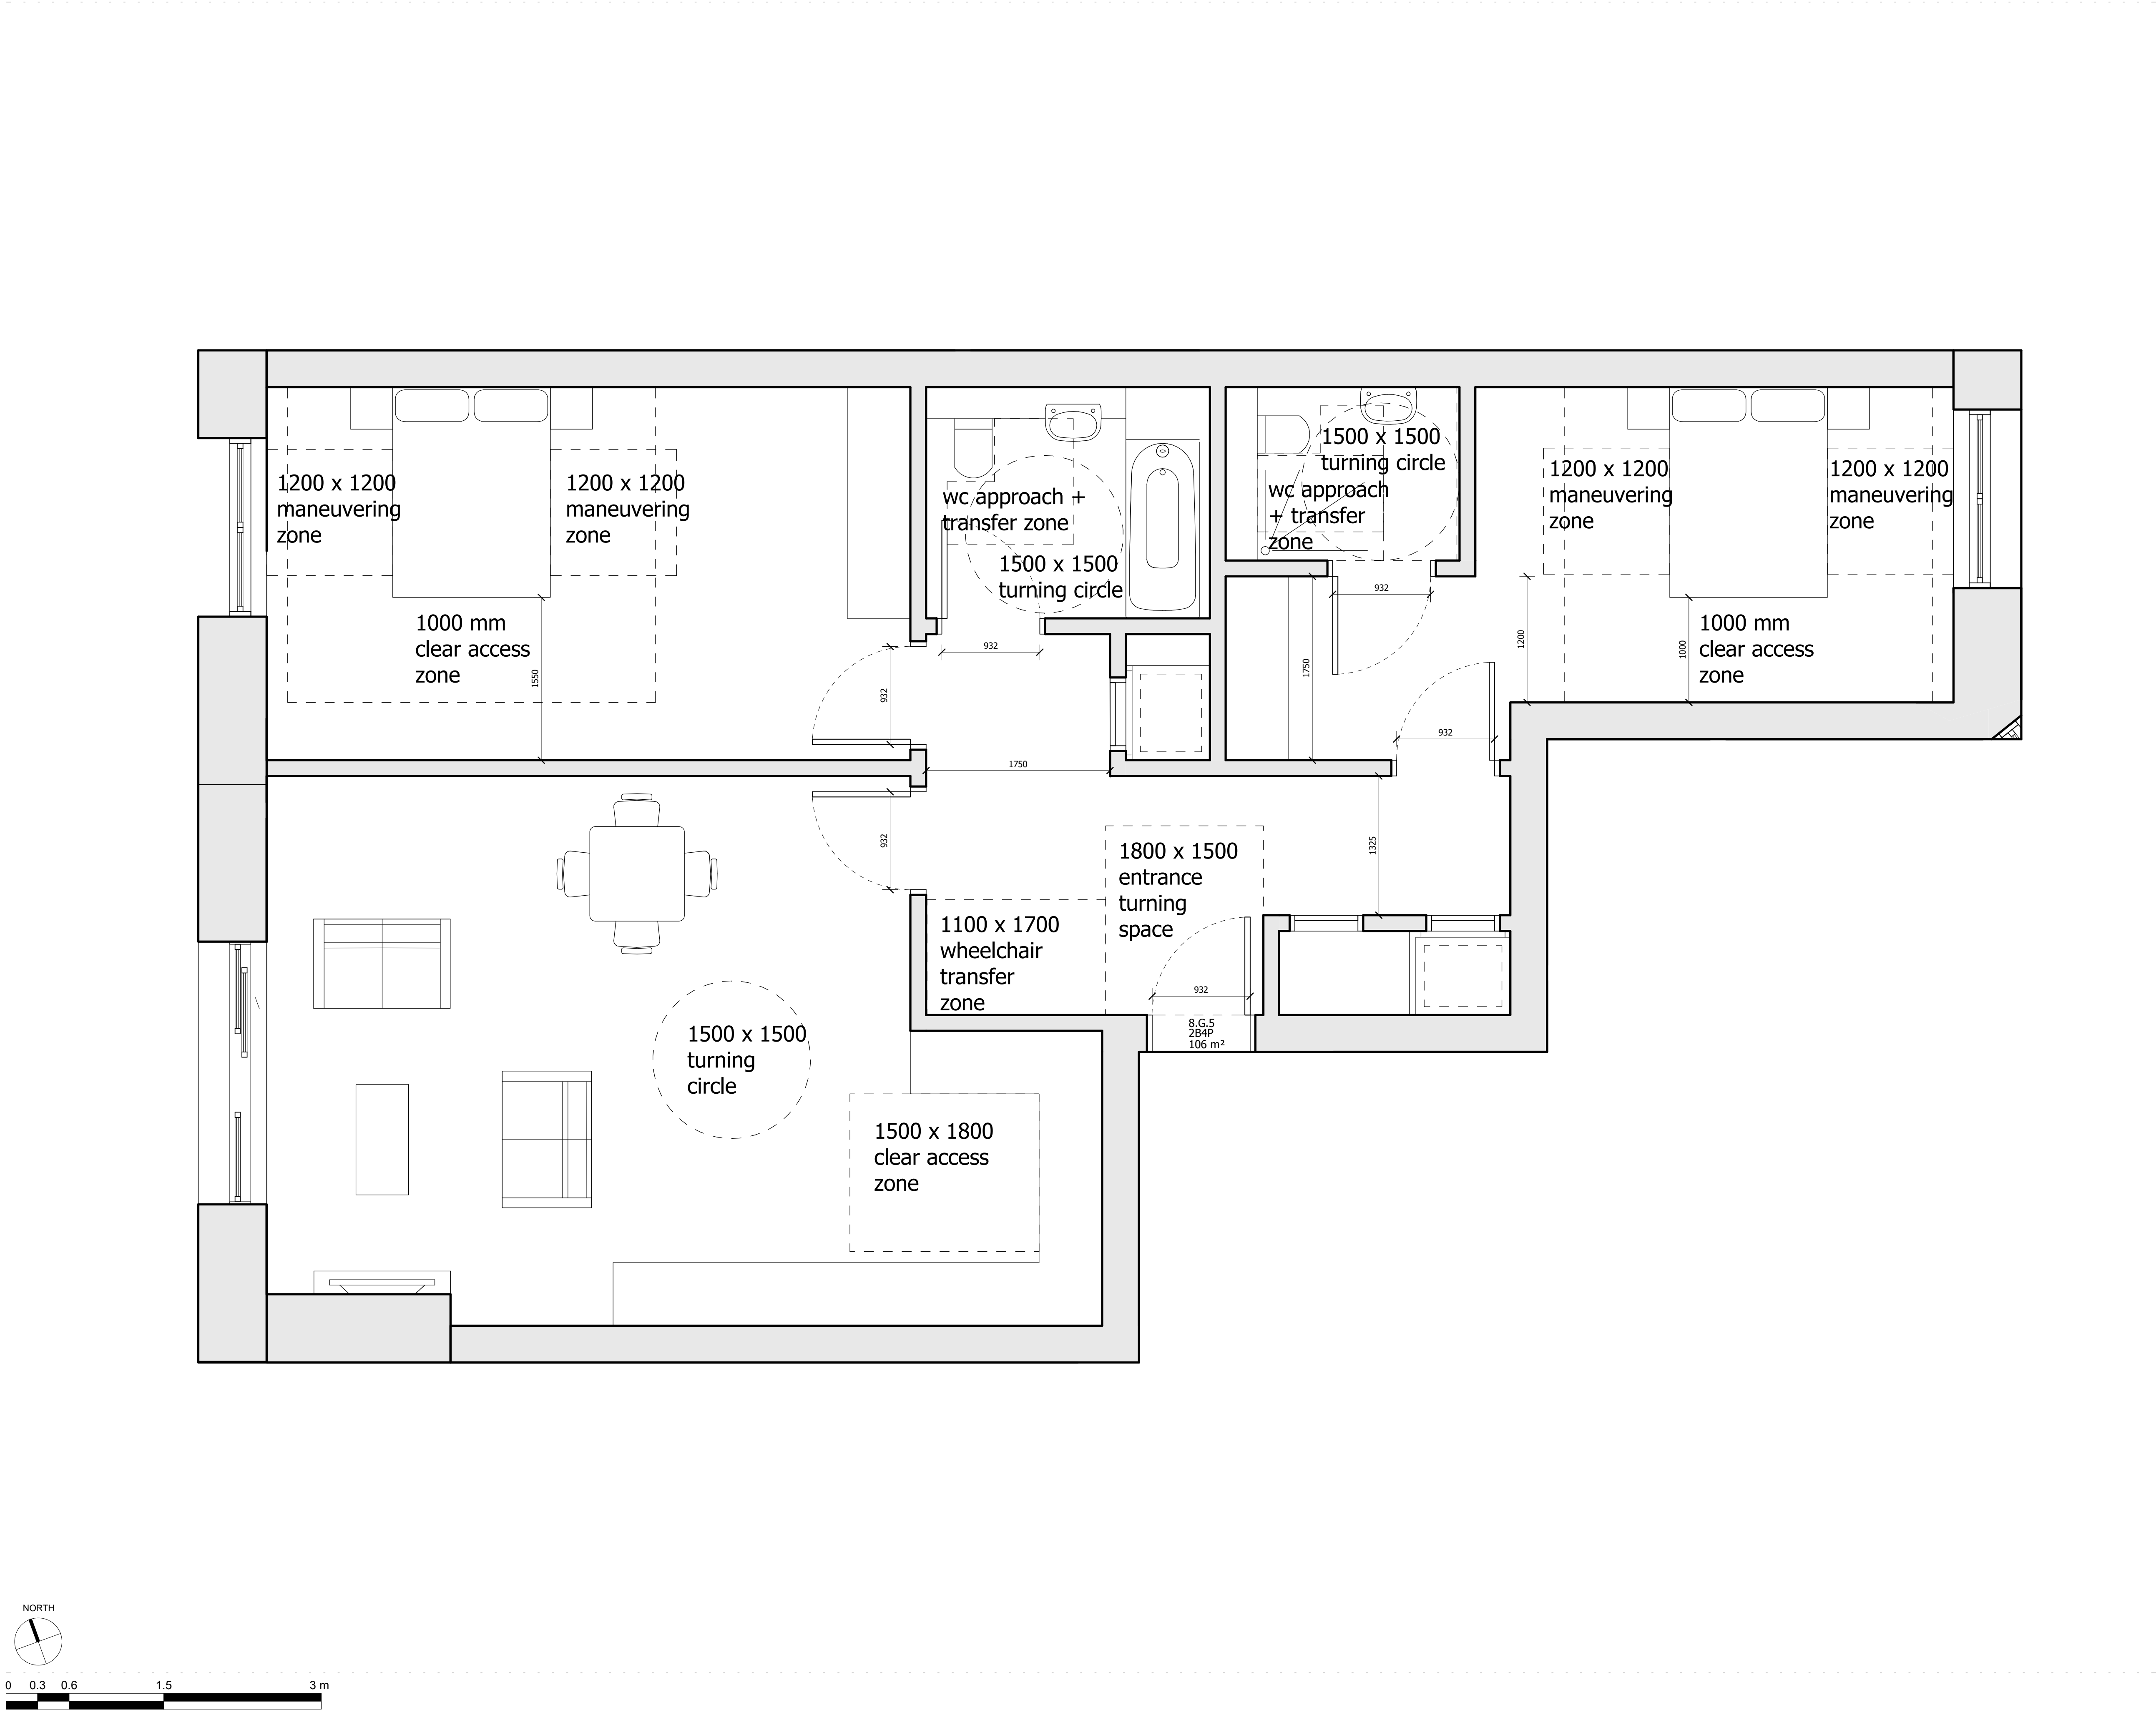 1200 x 1200
maneuvering
zone
1200 x 1200
maneuvering
zone
1000 mm
clear access
zone
1550
932
wc approach +
transfer zone
1500 x 1500
turning circle
932
1500 x 1500
turning circle
wc approach
+ transfer
zone
932
1750
1200 x 1200
maneuvering
zone
1200 x 1200
maneuvering
zone
1000 mm
clear access
zone
1000
1200
932
1750
932
1325
1800 x 1500
entrance
turning
space
1100 x 1700
wheelchair
transfer
zone
932
8.G.5
2B4P
106 m²
1500 x 1500
turning
circle
1500 x 1800
clear access
zone
NORTH
0 0.3 0.6 1.5 3 m